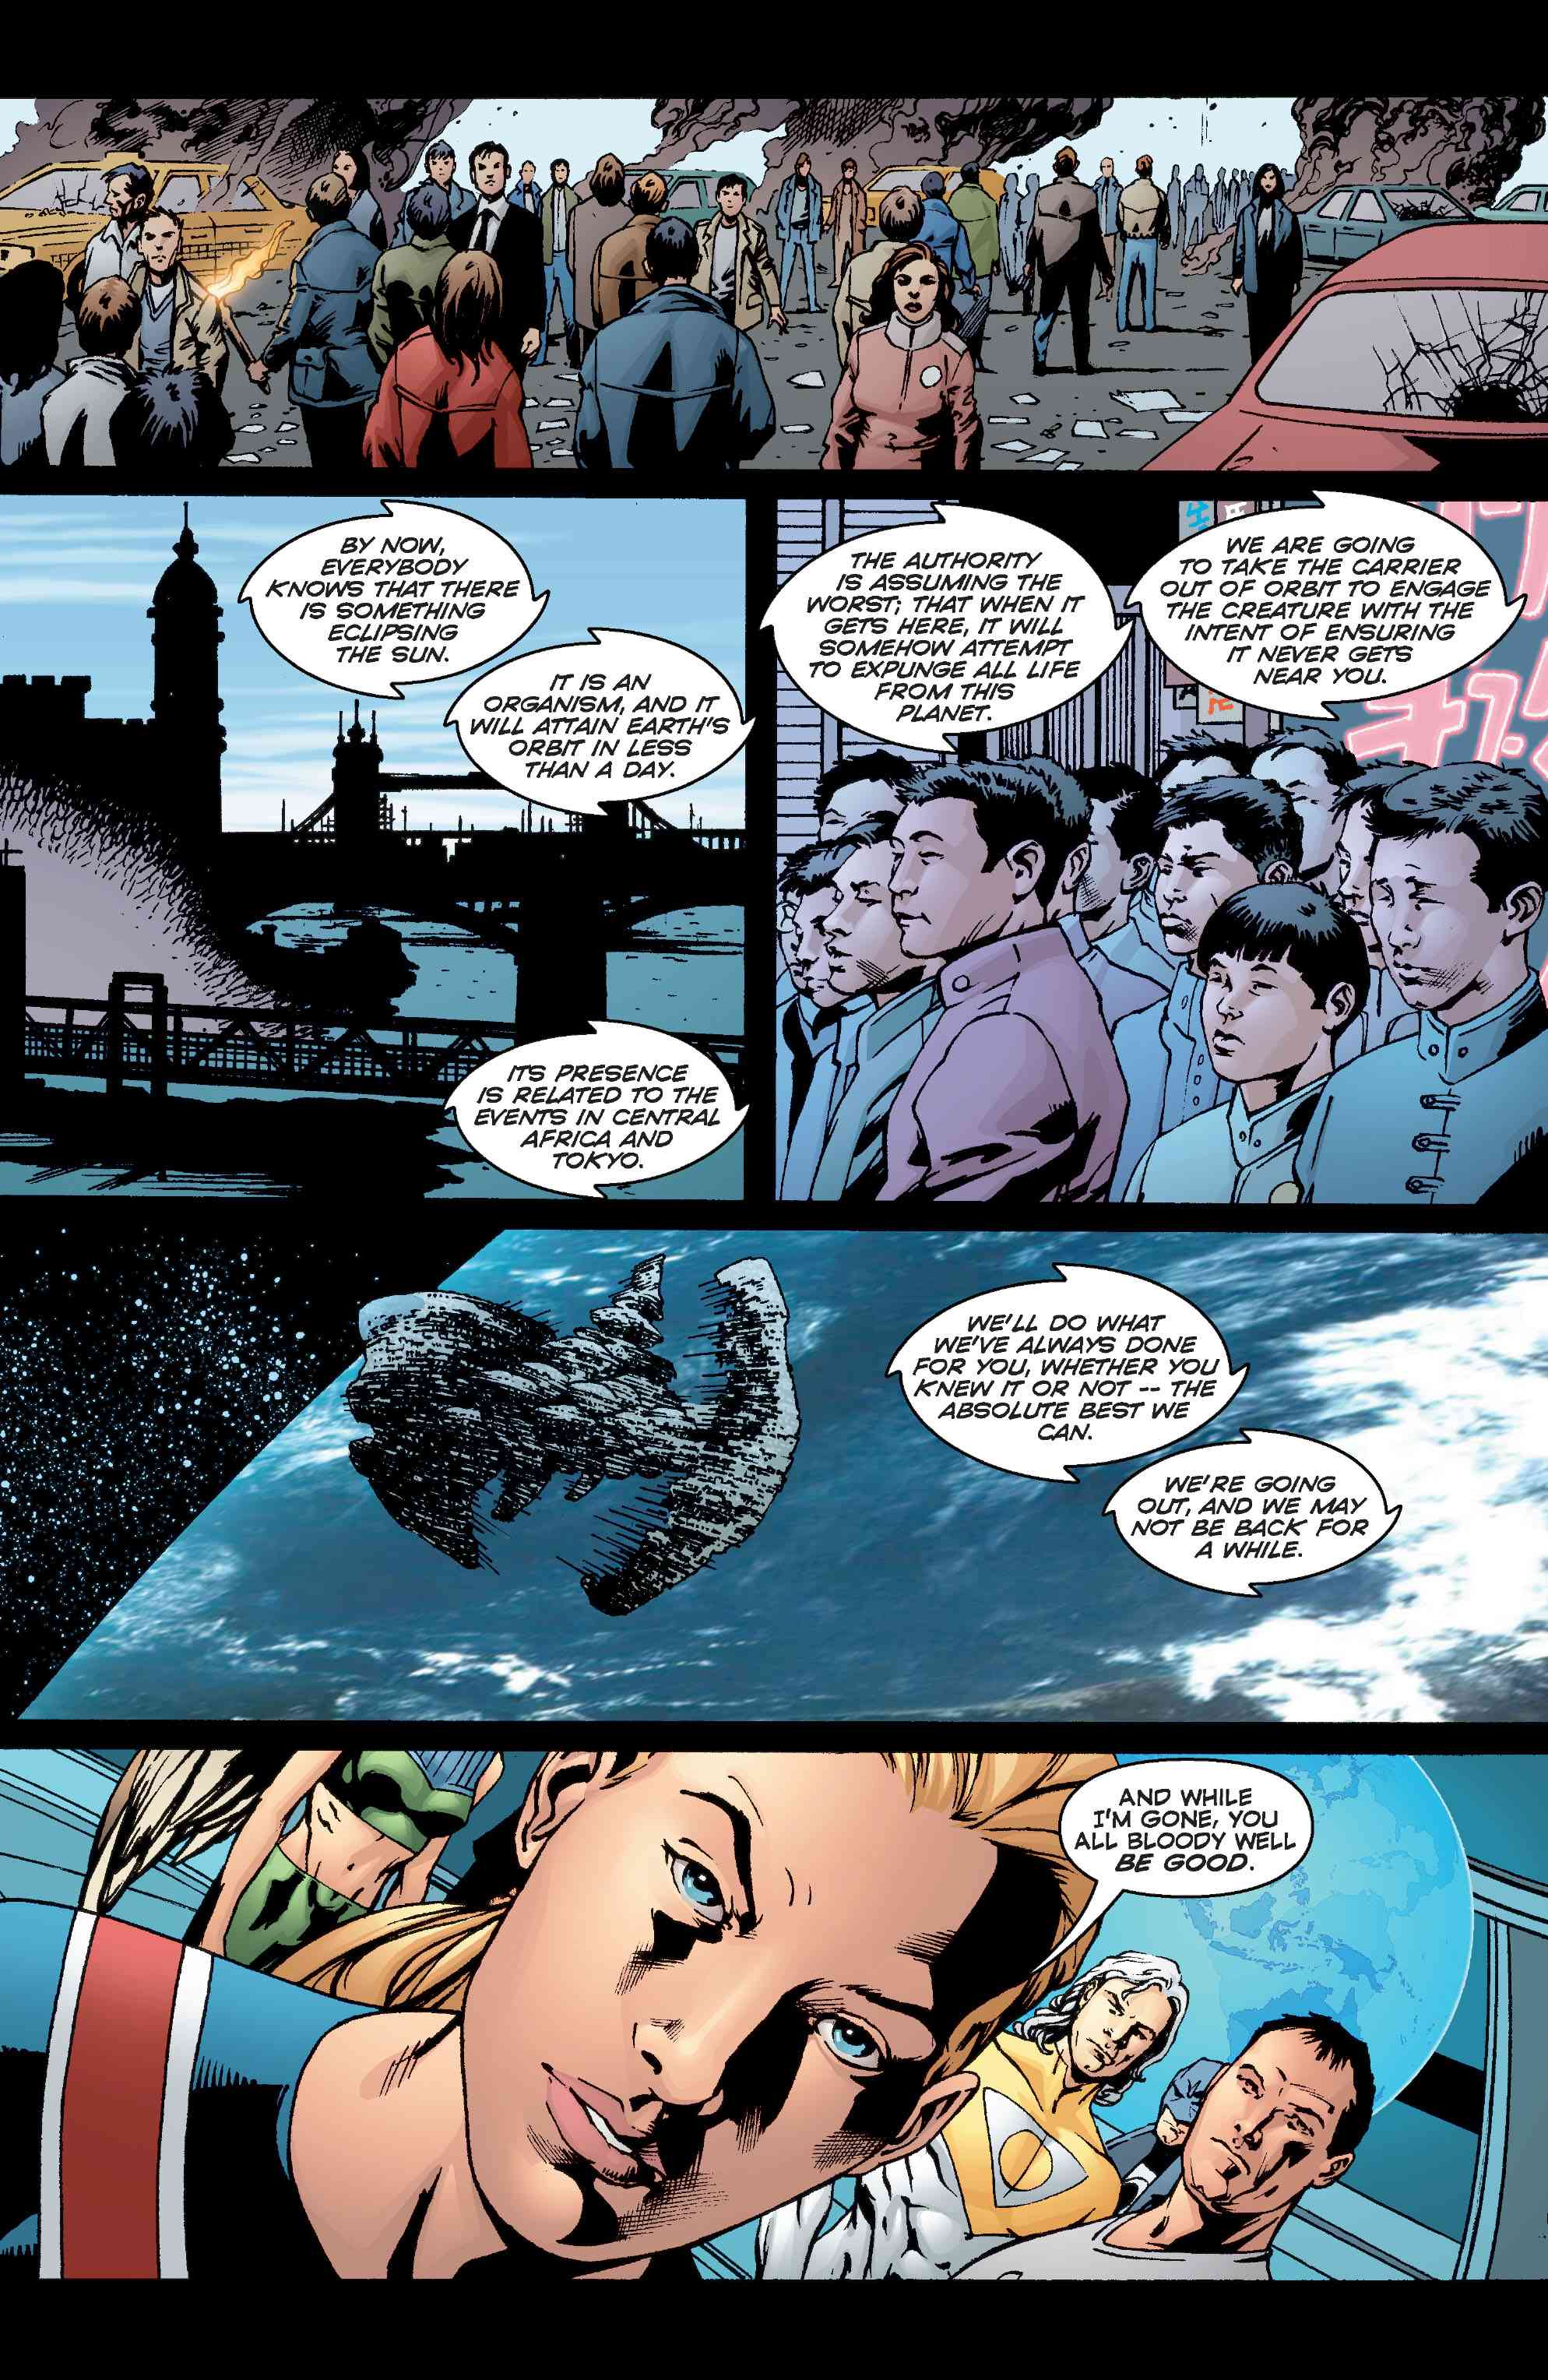 BY NOW,
EVERYBODY
KNOWS THAT THERE
IS SOMETHING
ECLIPSING
THE SUN.
IT IS AN
ORGANISM, AND IT
WILL ATTAIN EARTH'S
ORBIT IN LESS
THAN A DAY.
ITS PRESENCE
IS RELATED TO THE
EVENTS IN CENTRAL
AFRICA AND
TOKYO.
THE AUTHORITY
IS ASSUMING THE
WORST; THAT WHEN IT
GETS HERE, IT WILL
SOMEHOW ATTEMPT
TO EXPUNGE ALL LIFE
FROM THIS
PLANET.
WE ARE GOING
TO TAKE THE CARRIER
OUT OF ORBIT TO ENGAGE
THE CREATURE WITH THE
INTENT OF ENSURING
IT NEVER GETS
NEAR YOU.
WE'LL DO WHAT
WE'VE ALWAYS DONE
FOR YOU, WHETHER YOU
KNEW IT OR NOT -- THE
ABSOLUTE BEST WE
CAN.
WE'RE GOING
OUT, AND WE MAY
NOT BE BACK FOR
A WHILE.
AND WHILE
I'M GONE, YOU
ALL BLOODY WELL
BE GOOD.